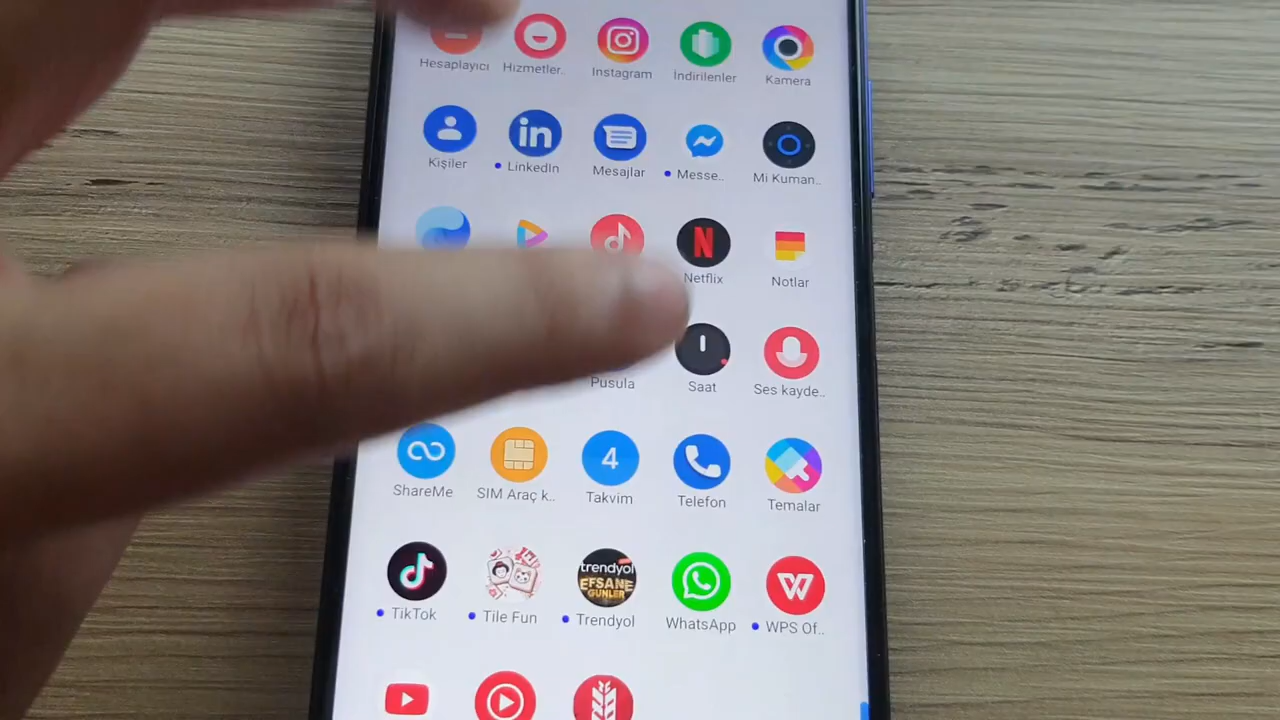 Hesaplayıcı Hizmetler.. Instagram İndirilenler Kamera
in
Kişiler LinkedIn Mesajlar Messe.. Mi Kuman..
N
Netflix Notlar
Pusula Saat Ses kayde..
4
ShareMe SIM Araç k.. Takvim Telefon Temalar
trendyol
EFSANE
GÜNLER
W
TikTok Tile Fun Trendyol WhatsApp WPS Of..